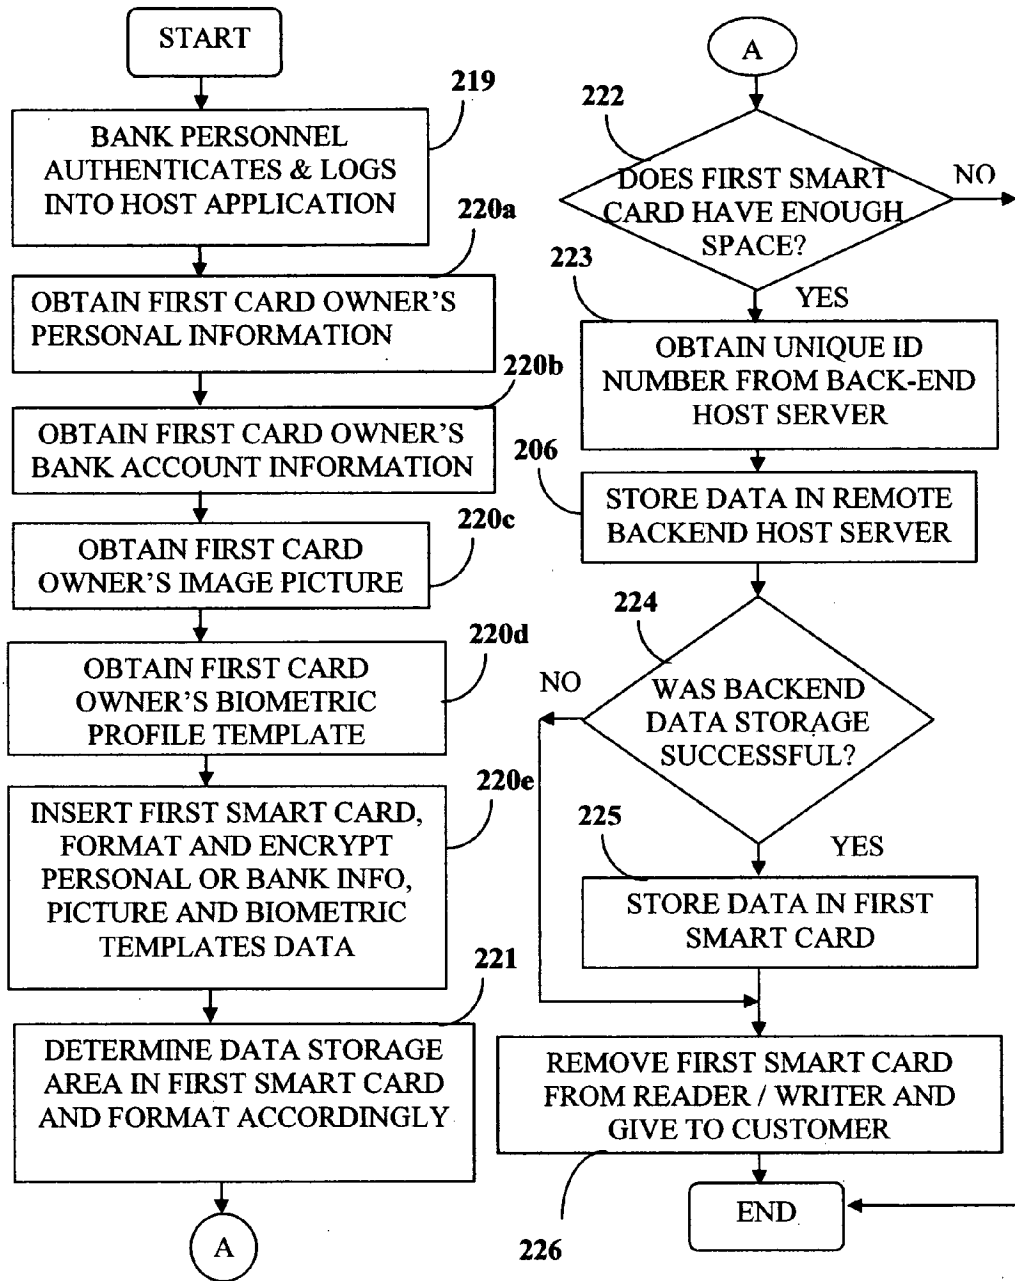 START
219
BANK PERSONNEL
AUTHENTICATES & LOGS
INTO HOST APPLICATION
220a
OBTAIN FIRST CARD OWNER'S
PERSONAL INFORMATION
220b
OBTAIN FIRST CARD OWNER'S
BANK ACCOUNT INFORMATION
220c
OBTAIN FIRST CARD
OWNER'S IMAGE PICTURE
220d
OBTAIN FIRST CARD
OWNER'S BIOMETRIC
PROFILE TEMPLATE
220e
INSERT FIRST SMART CARD,
FORMAT AND ENCRYPT
PERSONAL OR BANK INFO,
PICTURE AND BIOMETRIC
TEMPLATES DATA
221
DETERMINE DATA STORAGE
AREA IN FIRST SMART CARD
AND FORMAT ACCORDINGLY
A
A
222
DOES FIRST SMART
CARD HAVE ENOUGH
SPACE?
NO
YES
223
OBTAIN UNIQUE ID
NUMBER FROM BACK-END
HOST SERVER
206
STORE DATA IN REMOTE
BACKEND HOST SERVER
224
NO
WAS BACKEND
DATA STORAGE
SUCCESSFUL?
YES
225
STORE DATA IN FIRST
SMART CARD
REMOVE FIRST SMART CARD
FROM READER / WRITER AND
GIVE TO CUSTOMER
226
END